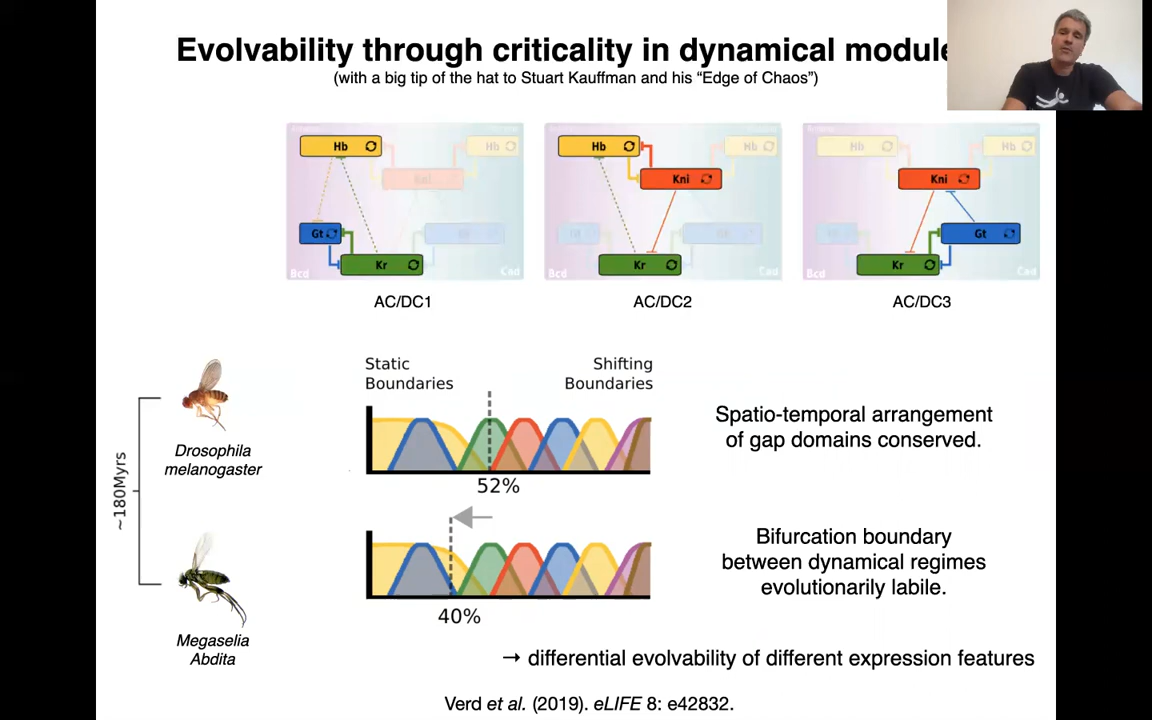 Evolvability through criticality in dynamical module
(with a big tip of the hat to Stuart Kauffman and his “Edge of Chaos”)
Hb
Hb
Kni
Gt
Gt
Kr
Bcd
Cad
AC/DC1
Hb
Hb
Kni
Gt
Gt
Kr
Bcd
Cad
AC/DC2
Hb
Hb
Kni
Gt
Gt
Kr
Bcd
Cad
AC/DC3
Static
Boundaries
Shifting
Boundaries
~180Myrs
Drosophila
melanogaster
52%
Spatio-temporal arrangement
of gap domains conserved.
40%
Bifurcation boundary
between dynamical regimes
evolutionarily labile.
Megaselia
Abdita
→ differential evolvability of different expression features
Verd et al. (2019). eLIFE 8: e42832.